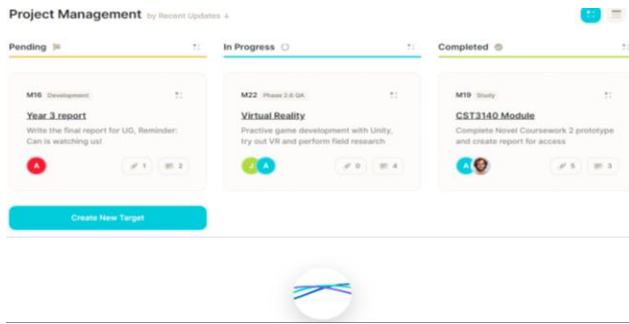 Project Management by Recent Updates ↓
Pending
In Progress
Completed
M16 Development
Year 3 report
Write the final report for UG, Reminder:
Can is watching us!
A
1
2
M22 Phase 2.6 QA
Virtual Reality
Practive game development with Unity,
try out VR and perform field research
J A
0
4
M19 Study
CST3140 Module
Complete Novel Coursework 2 prototype
and create report for access
A
5
3
Create New Target